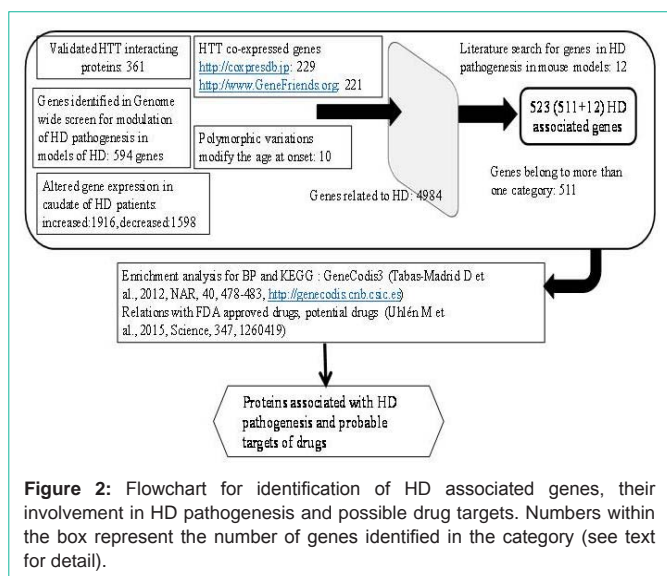 Validated HTT interacting
proteins: 361
HTT co-expressed genes
http://coxpresdb.jp: 229
http://www.GeneFriends.org: 221
Literature search for genes in HD
pathogenesis in mouse models: 12
Genes identified in Genome
wide screen for modulation
of HD pathogenesis in
models of HD: 594 genes
523 (511+12) HD
associated genes
Polymorphic variations
modify the age at onset: 10
Genes belong to more than
one category: 511
Genes related to HD: 4984
Altered gene expression in
caudate of HD patients:
increased:1916, decreased:1598
Enrichment analysis for BP and KEGG : GeneCodis3 (Tabas-Madrid D et
al., 2012, NAR, 40, 478-483, http://genecodis.cnb.csic.es)
Relations with FDA approved drugs, potential drugs (Uhlén M et
al., 2015, Science, 347, 1260419)
Proteins associated with HD
pathogenesis and probable
targets of drugs
Figure 2: Flowchart for identification of HD associated genes, their
involvement in HD pathogenesis and possible drug targets. Numbers within
the box represent the number of genes identified in the category (see text
for detail).